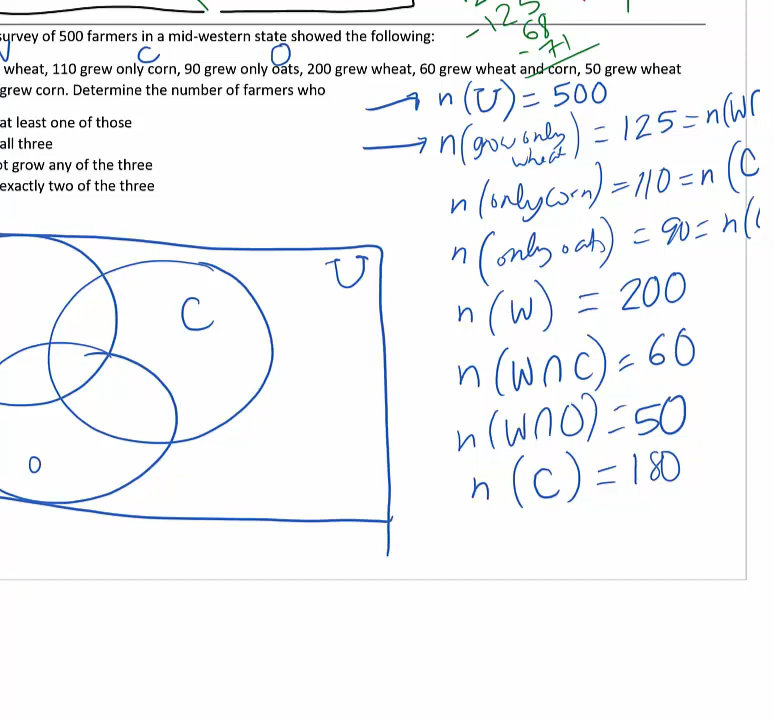 -125
68
-71
survey of 500 farmers in a mid-western state showed the following:
C O
wheat, 110 grew only corn, 90 grew only oats, 200 grew wheat, 60 grew wheat and corn, 50 grew wheat
grew corn. Determine the number of farmers who
at least one of those
all three
ot grow any of the three
exactly two of the three
n(U) = 500
n(grow only wheat) = 125 = n(W∩
n(only corn) = 110 = n(C
n(only oats) = 90 = n(
n(W) = 200
n(W∩C) = 60
n(W∩O) = 50
n(C) = 180
U
C
O